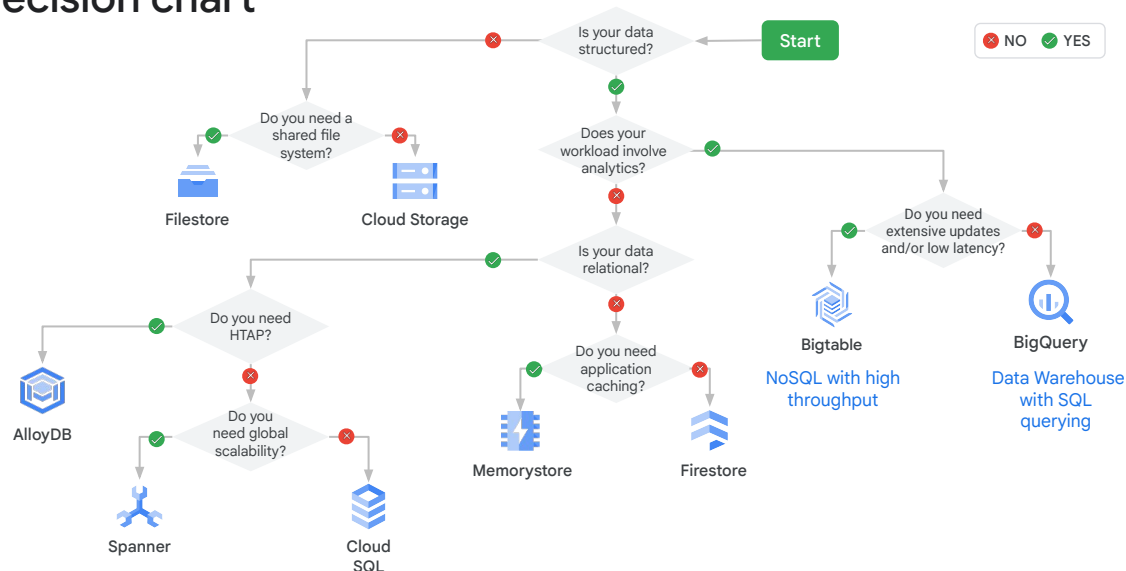 ecision chart
Is your data
structured?
Start
NO
YES
Do you need a
shared file
system?
Does your
workload involve
analytics?
Filestore
Cloud Storage
Do you need
extensive updates
and/or low latency?
Is your data
relational?
Do you need
HTAP?
Bigtable
BigQuery
NoSQL with high
throughput
Data Warehouse
with SQL
querying
Do you need
application
caching?
AlloyDB
Do you
need global
scalability?
Memorystore
Firestore
Spanner
Cloud
SQL